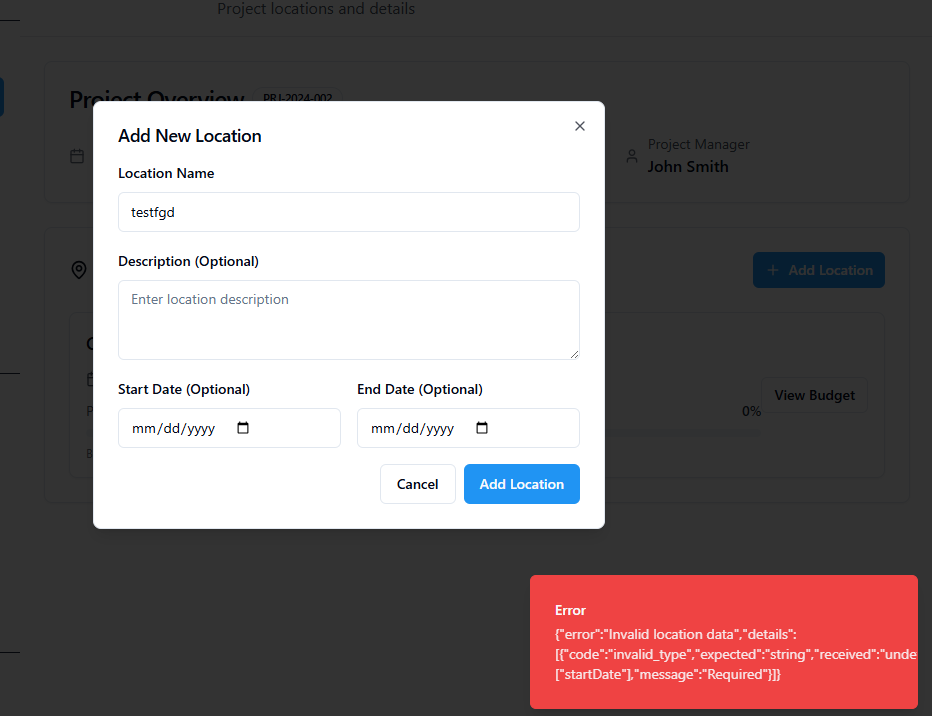 Project locations and details
Project Overview PRJ-2024-002
Add New Location
Project Manager
John Smith
Location Name
testfgd
Description (Optional)
Add Location
Enter location description
Start Date (Optional)
End Date (Optional)
View Budget
0%
mm/dd/yyyy
mm/dd/yyyy
Cancel
Add Location
Error
{"error":"Invalid location data","details":
[{"code":"invalid_type","expected":"string","received":"unde
["startDate"],"message":"Required"}]}